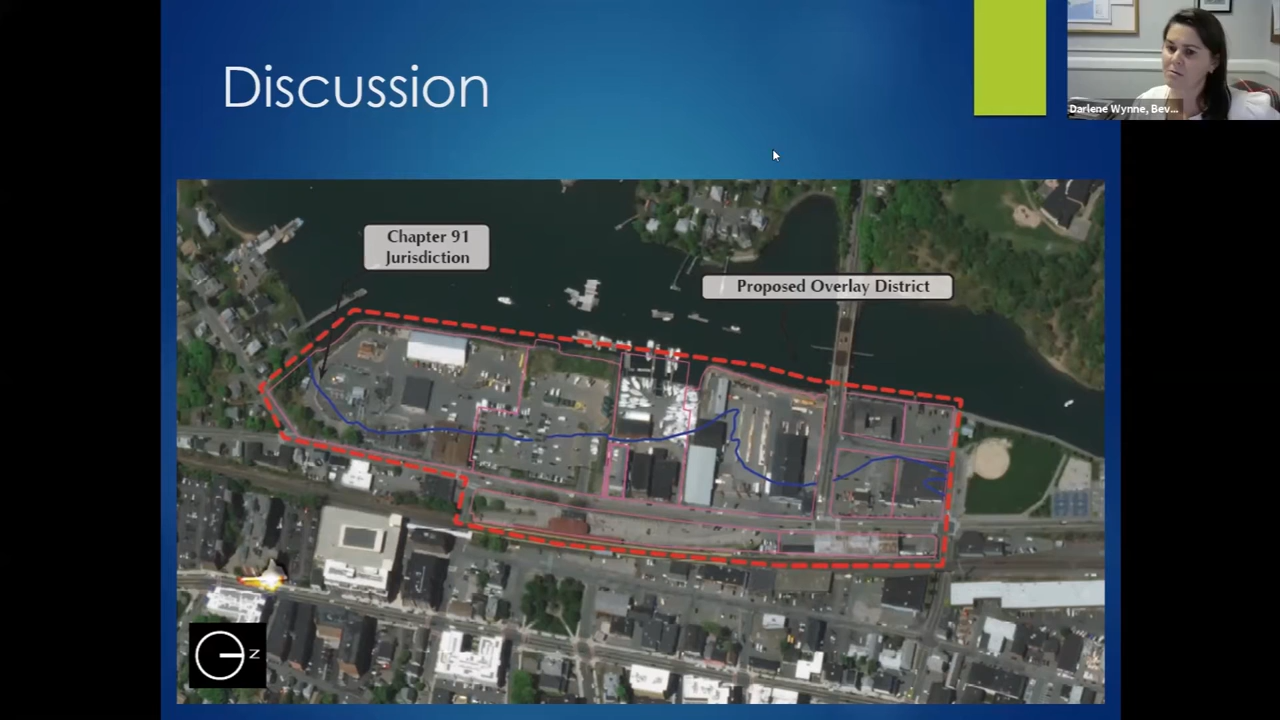 Discussion
Darlene Wynne, Bev...
Chapter 91
Jurisdiction
Proposed Overlay District
N